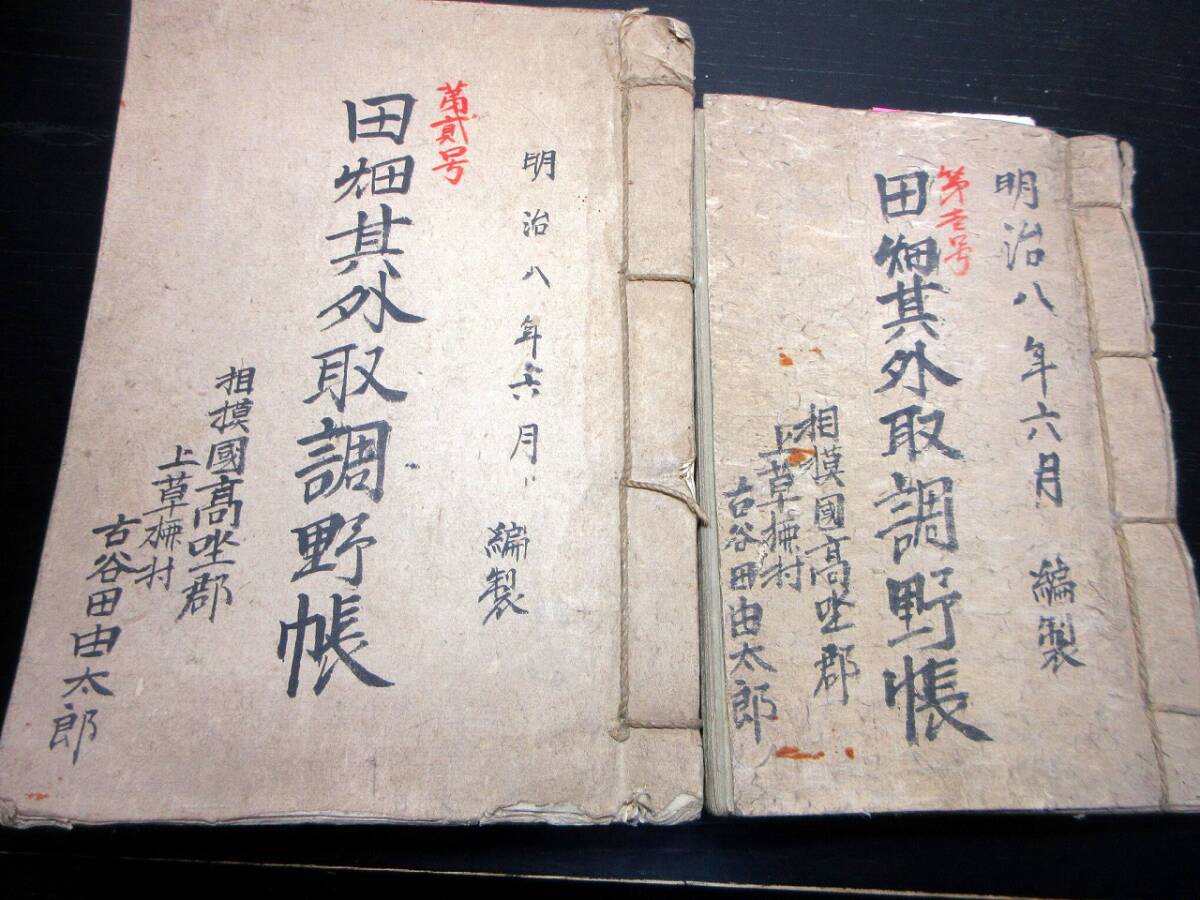 明治八年六月 編製
第壱号
田畑其外取調野帳
相摸國高坐郡
上草柳村
古谷田由太郎
明治八年六月 編製
第貳号
田畑其外取調野帳
相摸國高坐郡
上草柳村
古谷田由太郎